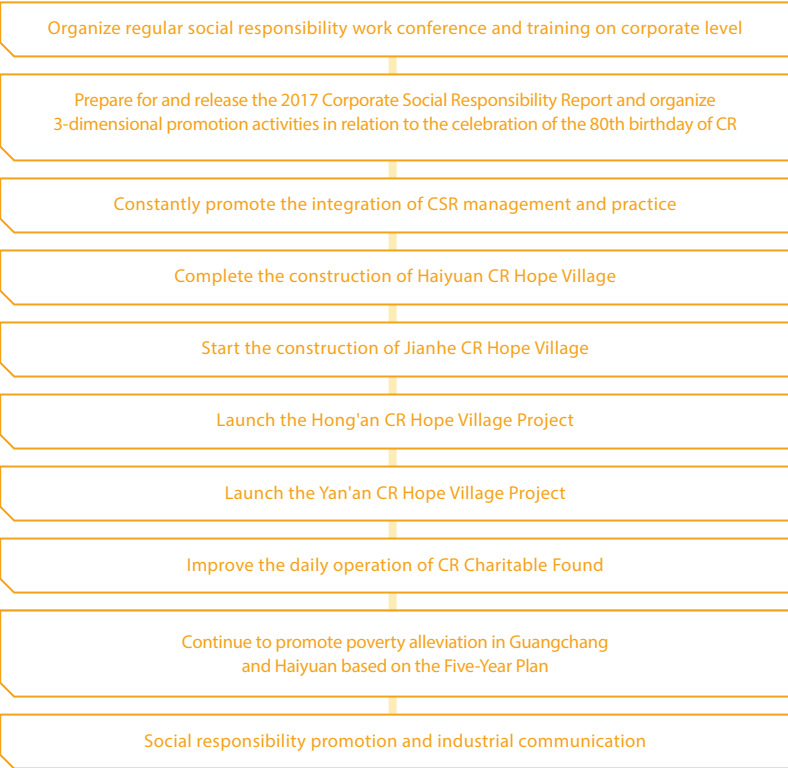 Organize regular social responsibility work conference and training on corporate level
Prepare for and release the 2017 Corporate Social Responsibility Report and organize
3-dimensional promotion activities in relation to the celebration of the 80th birthday of CR
Constantly promote the integration of CSR management and practice
Complete the construction of Haiyuan CR Hope Village
Start the construction of Jianhe CR Hope Village
Launch the Hong'an CR Hope Village Project
Launch the Yan'an CR Hope Village Project
Improve the daily operation of CR Charitable Found
Continue to promote poverty alleviation in Guangchang
and Haiyuan based on the Five-Year Plan
Social responsibility promotion and industrial communication